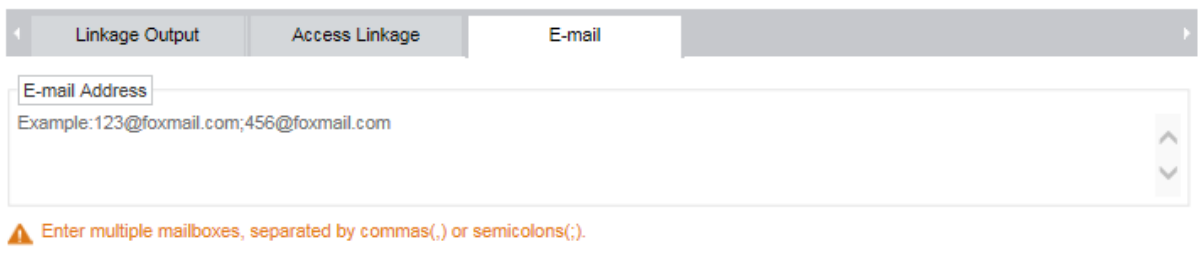 Linkage Output Access Linkage E-mail
E-mail Address
Example:123@foxmail.com;456@foxmail.com
Enter multiple mailboxes, separated by commas(,) or semicolons(;).